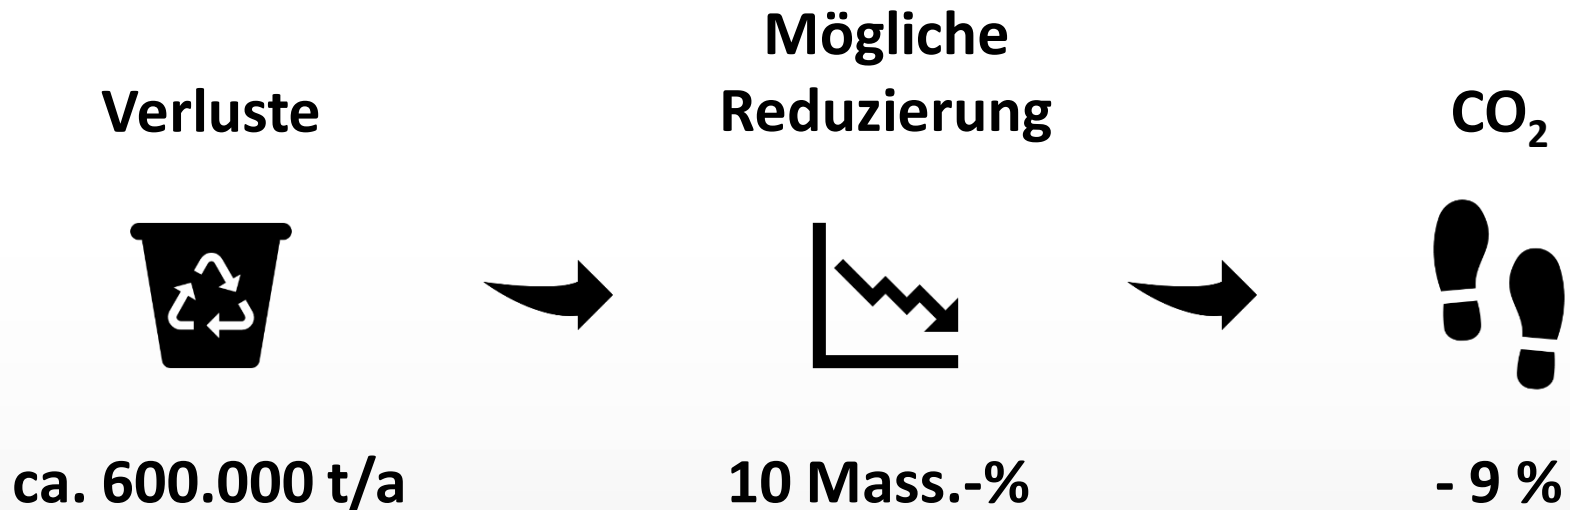 Verluste
Mögliche
Reduzierung
CO₂
ca. 600.000 t/a
10 Mass.-%
- 9 %